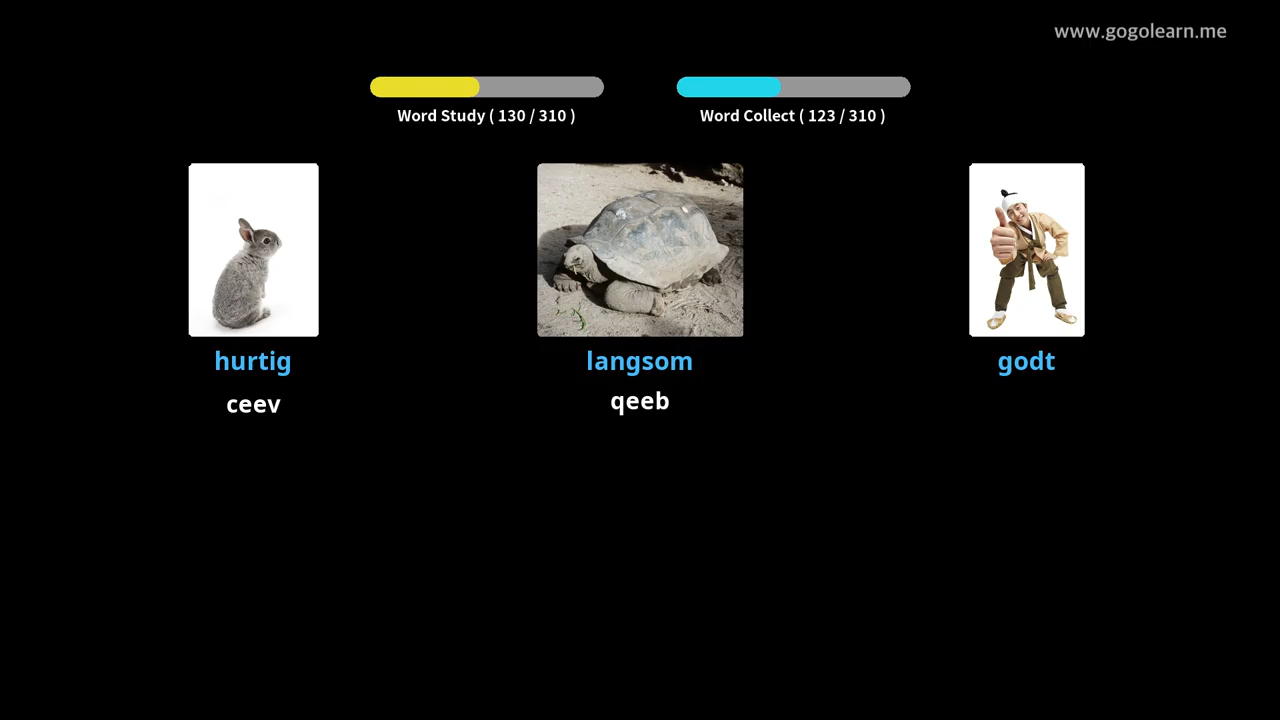 www.gogolearn.me
Word Study ( 130 / 310 )
Word Collect ( 123 / 310 )
hurtig
langsom
godt
ceev
qeeb